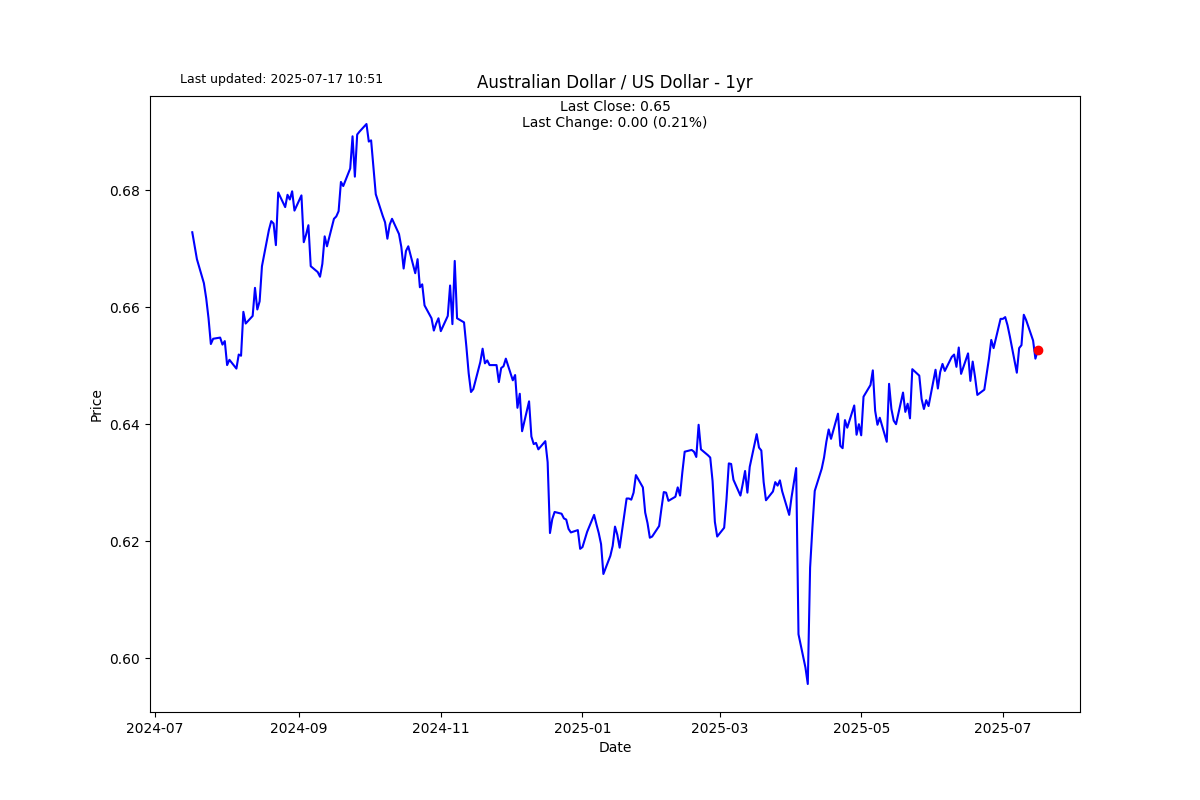 Last updated: 2025-07-17 10:51
Australian Dollar / US Dollar - 1yr
Last Close: 0.65
Last Change: 0.00 (0.21%)
Price
0.68
0.66
0.64
0.62
0.60
2024-07
2024-09
2024-11
2025-01
2025-03
2025-05
2025-07
Date